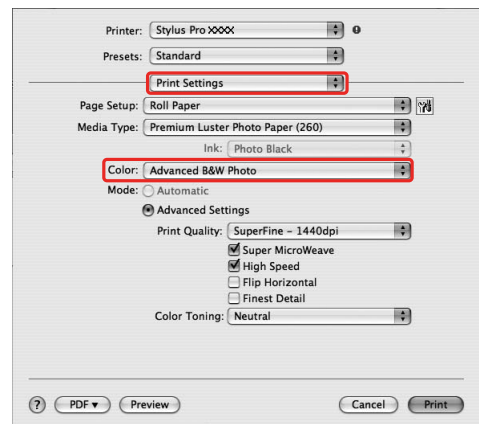 Printer: Stylus Pro XXXX
Presets: Standard
Print Settings
Page Setup: Roll Paper
Media Type: Premium Luster Photo Paper (260)
Ink: Photo Black
Color: Advanced B&W Photo
Mode: Automatic
Advanced Settings
Print Quality: SuperFine – 1440dpi
Super MicroWeave
High Speed
Flip Horizontal
Finest Detail
Color Toning: Neutral
? PDF Preview Cancel Print